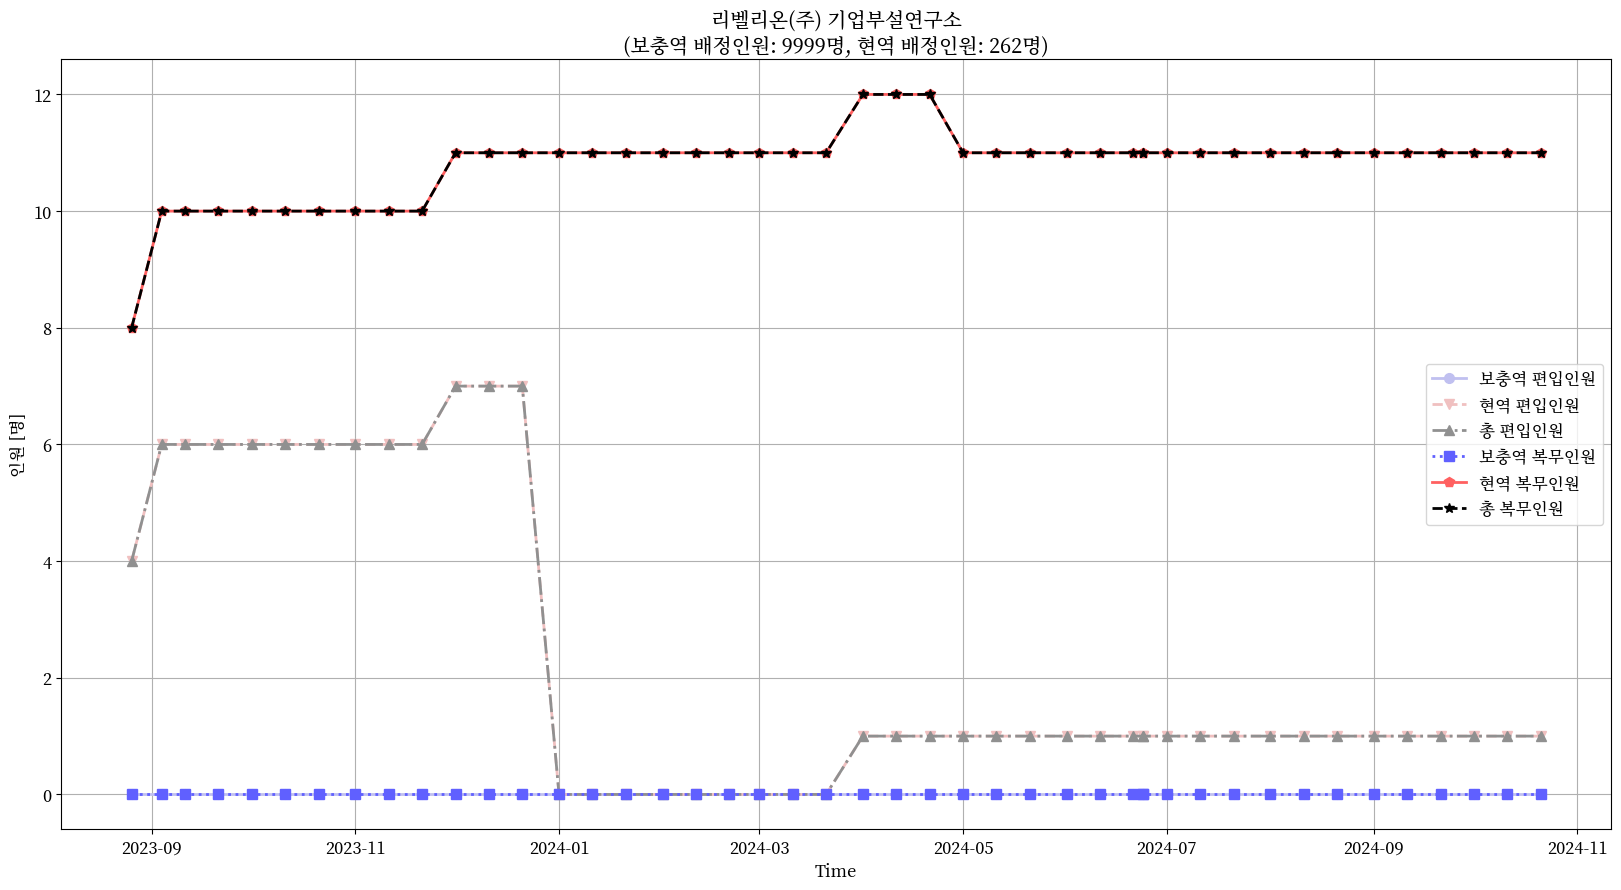 리벨리온(주) 기업부설연구소
(보충역 배정인원: 9999명, 현역 배정인원: 262명)
인원 [명]
12
10
8
6
4
2
0
보충역 편입인원
현역 편입인원
총 편입인원
보충역 복무인원
현역 복무인원
총 복무인원
2023-09
2023-11
2024-01
2024-03
2024-05
2024-07
2024-09
2024-11
Time